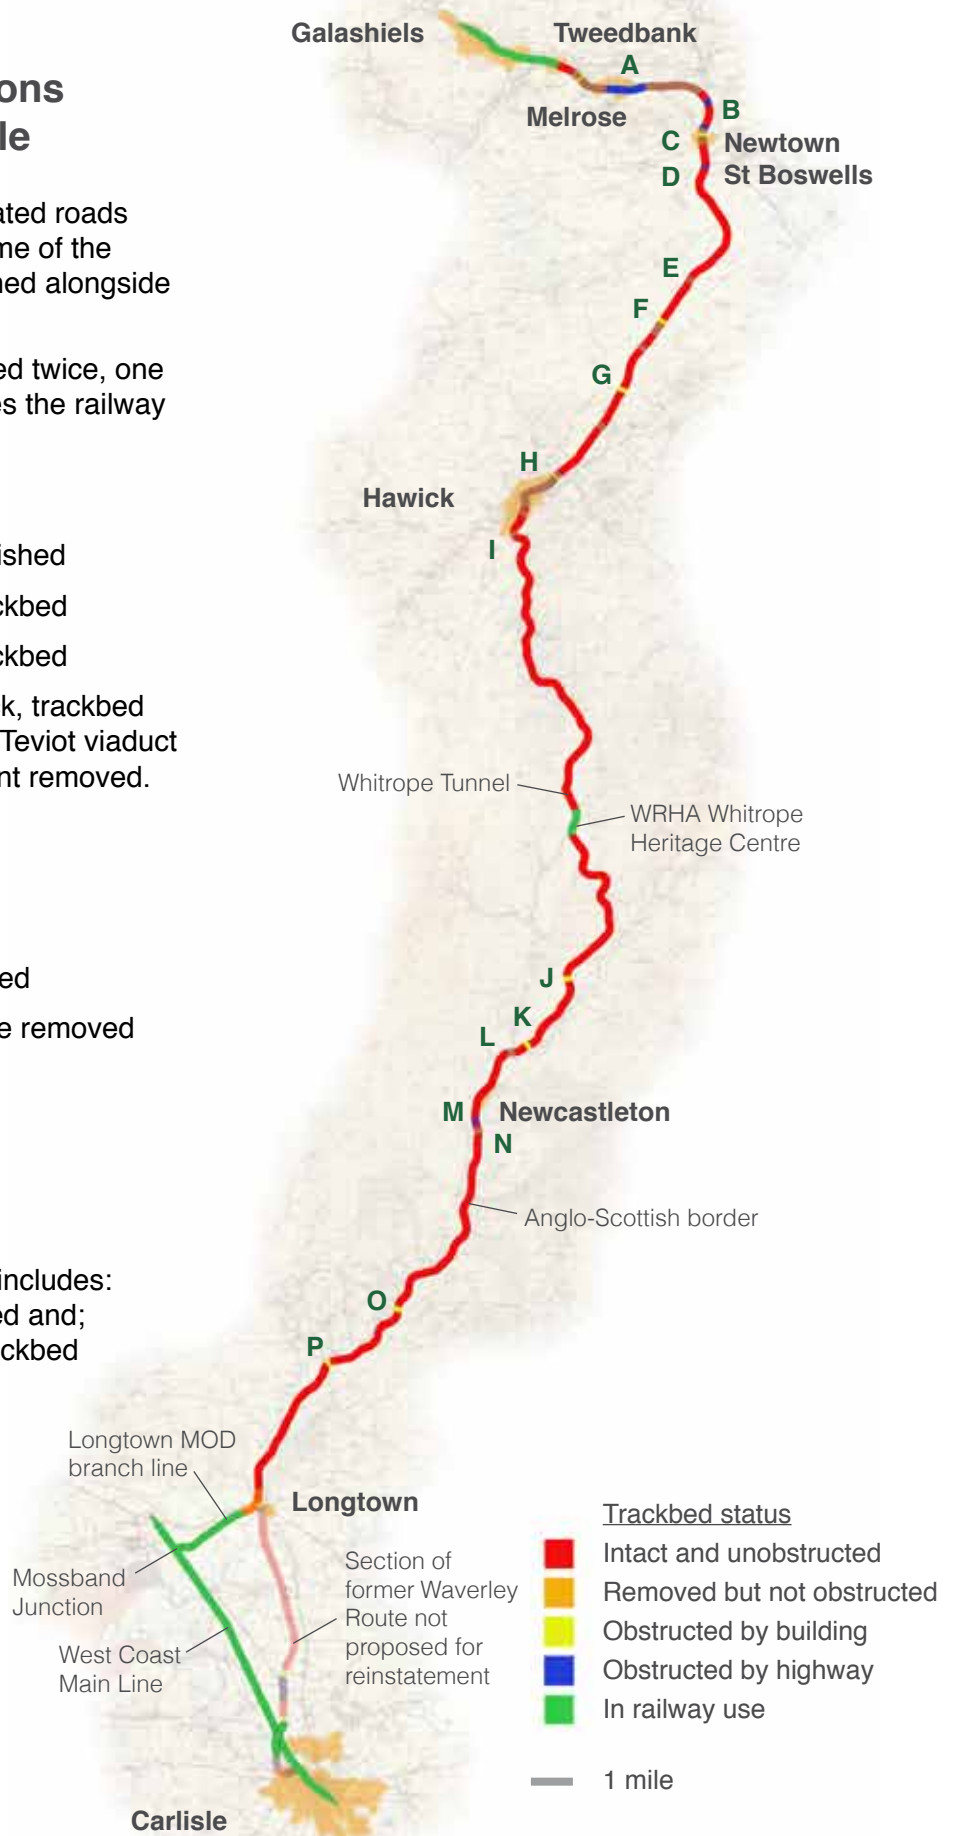 ons
le
ated roads
me of the
ned alongside
ed twice, one
es the railway
ished
ckbed
ckbed
k, trackbed
Teviot viaduct
nt removed.
ed
e removed
includes:
ed and;
ackbed
Galashiels
Tweedbank
A
Melrose
B
C
Newtown
D
St Boswells
E
F
G
H
Hawick
I
Whitrope Tunnel
WRHA Whitrope
Heritage Centre
J
K
L
M
Newcastleton
N
Anglo-Scottish border
O
P
Longtown MOD
branch line
Longtown
Mossband
Junction
Section of
former Waverley
Route not
proposed for
reinstatement
West Coast
Main Line
Carlisle
Trackbed status
Intact and unobstructed
Removed but not obstructed
Obstructed by building
Obstructed by highway
In railway use
1 mile